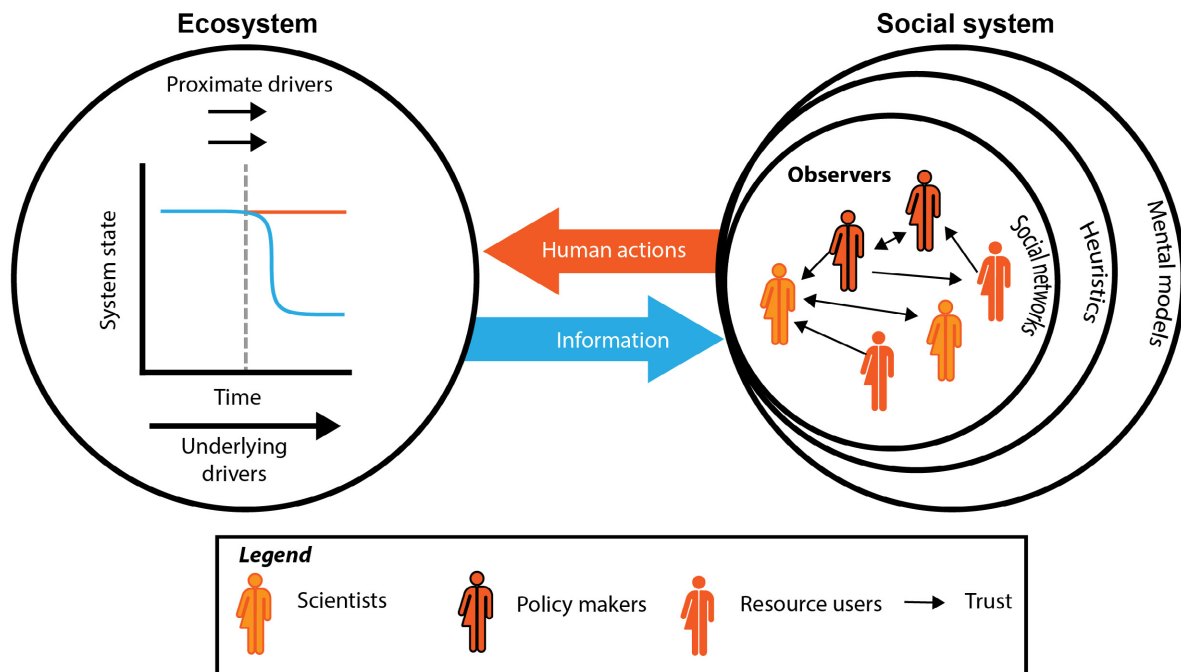 Ecosystem
Social system
Proximate drivers
System state
Time
Underlying
drivers
Human actions
Information
Observers
Social networks
Heuristics
Mental models
Legend
Scientists
Policy makers
Resource users
Trust